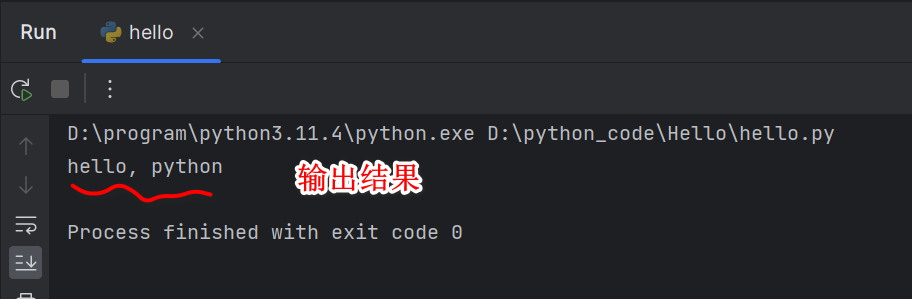 Run hello
D:\program\python3.11.4\python.exe D:\python_code\Hello\hello.py
hello, python
输出结果
Process finished with exit code 0